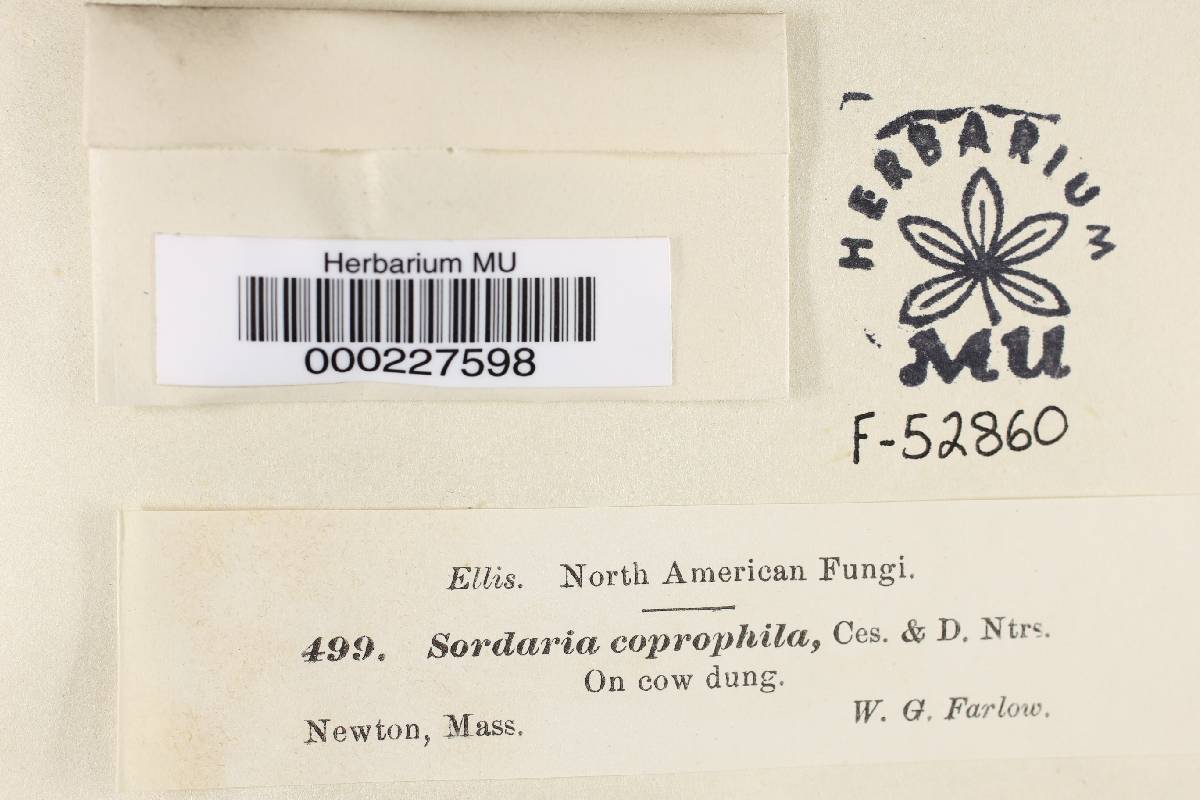 Herbarium MU
000227598
HERBARIUM
MU
F-52860
Ellis. North American Fungi.
499. Sordaria coprophila, Ces. & D. Ntrs.
On cow dung.
Newton, Mass. W. G. Farlow.